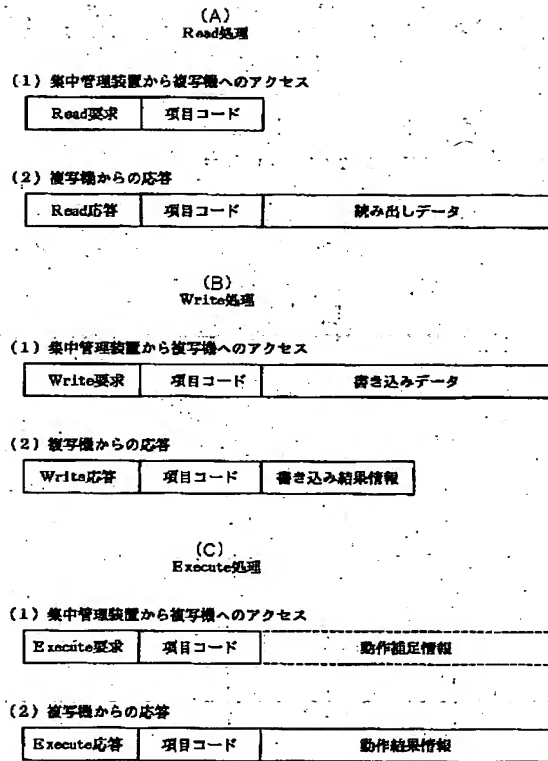 (A)
Read処理
(1) 集中管理装置から複写機へのアクセス
Read要求 項目コード
(2) 複写機からの応答
Read応答 項目コード 読み出しデータ
(B)
Write処理
(1) 集中管理装置から複写機へのアクセス
Write要求 項目コード 書き込みデータ
(2) 複写機からの応答
Write応答 項目コード 書き込み結果情報
(C)
Execute処理
(1) 集中管理装置から複写機へのアクセス
Execute要求 項目コード 動作補足情報
(2) 複写機からの応答
Execute応答 項目コード 動作結果情報